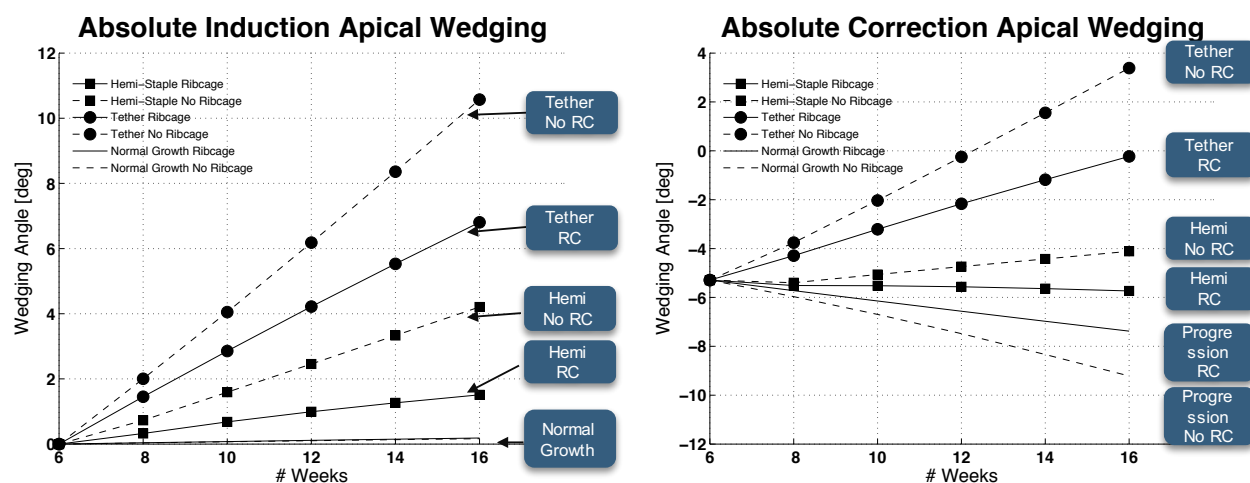 Absolute Induction Apical Wedging
12
10
8
6
4
2
0
6
8
10
12
14
16
Wedging Angle [deg]
# Weeks
Hemi-Staple Ribcage
Hemi-Staple No Ribcage
Tether Ribcage
Tether No Ribcage
Normal Growth Ribcage
Normal Growth No Ribcage
Tether
No RC
Tether
RC
Hemi
No RC
Hemi
RC
Normal
Growth
Absolute Correction Apical Wedging
4
2
0
−2
−4
−6
−8
−10
−12
6
8
10
12
14
16
Wedging Angle [deg]
# Weeks
Hemi-Staple Ribcage
Hemi-Staple No Ribcage
Tether Ribcage
Tether No Ribcage
Normal Growth Ribcage
Normal Growth No Ribcage
Tether
No RC
Tether
RC
Hemi
No RC
Hemi
RC
Progre
ssion
RC
Progre
ssion
No RC